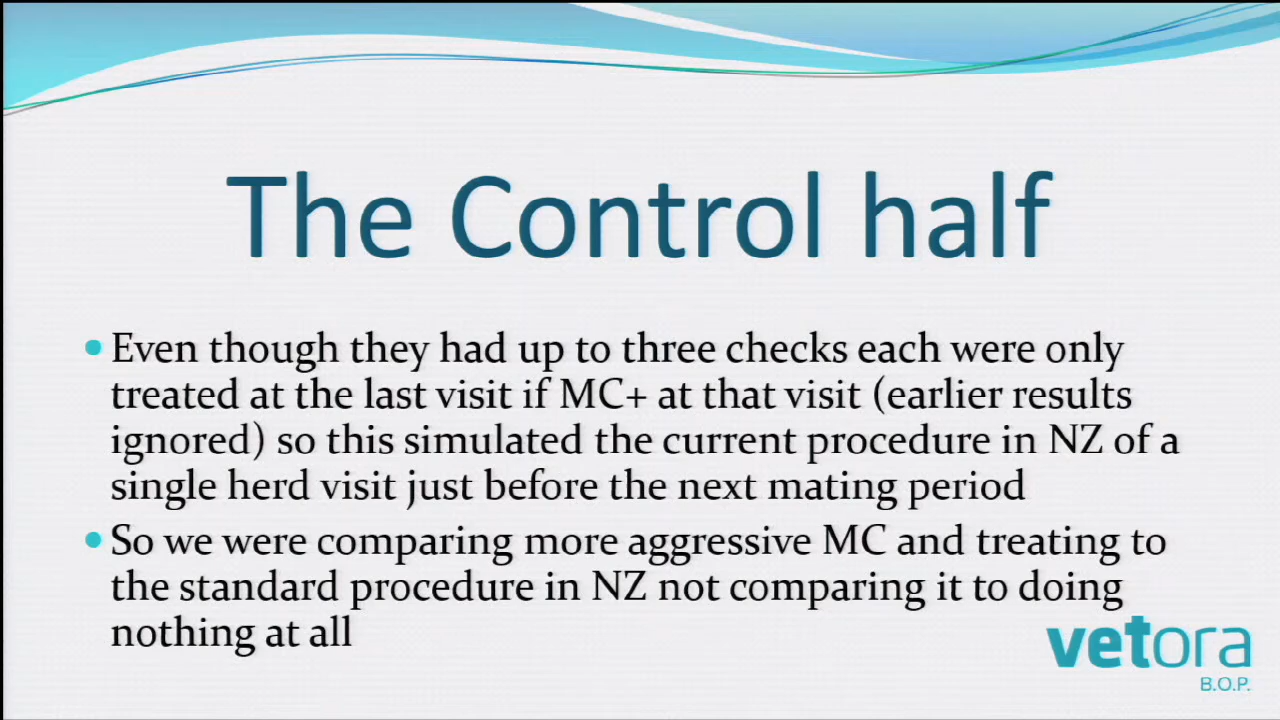 The Control half
Even though they had up to three checks each were only
treated at the last visit if MC+ at that visit (earlier results
ignored) so this simulated the current procedure in NZ of a
single herd visit just before the next mating period
So we were comparing more aggressive MC and treating to
the standard procedure in NZ not comparing it to doing
nothing at all
vetora
B.O.P.